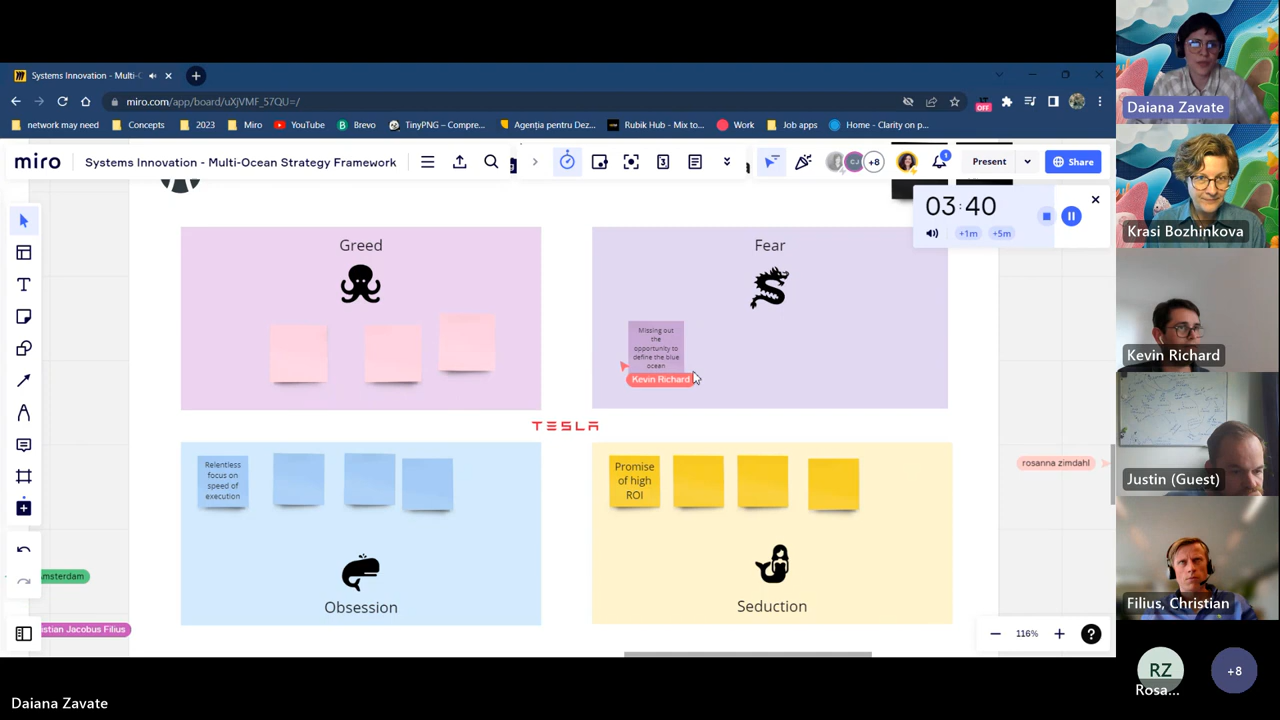 Systems Innovation - Multi-O
miro.com/app/board/uXjVMF_57QU=/
OFF
network may need
Concepts
2023
Miro
YouTube
Brevo
TinyPNG – Compre...
Agenția pentru Dez...
Rubik Hub - Mix to...
Work
Job apps
Home - Clarity on p...
miro
Systems Innovation - Multi-Ocean Strategy Framework
3
CJ
+8
1
Present
Share
03:40
+1m
+5m
Greed
Fear
Missing out
the
opportunity to
define the blue
ocean
Kevin Richard
TESLA
Relentless
focus on
speed of
execution
Obsession
Promise
of high
ROI
Seduction
rosanna zimdahl
msterdam
stian Jacobus Filius
116%
?
Daiana Zavate
Daiana Zavate
Krasi Bozhinkova
Kevin Richard
Justin (Guest)
Filius, Christian
RZ
Rosa...
+8